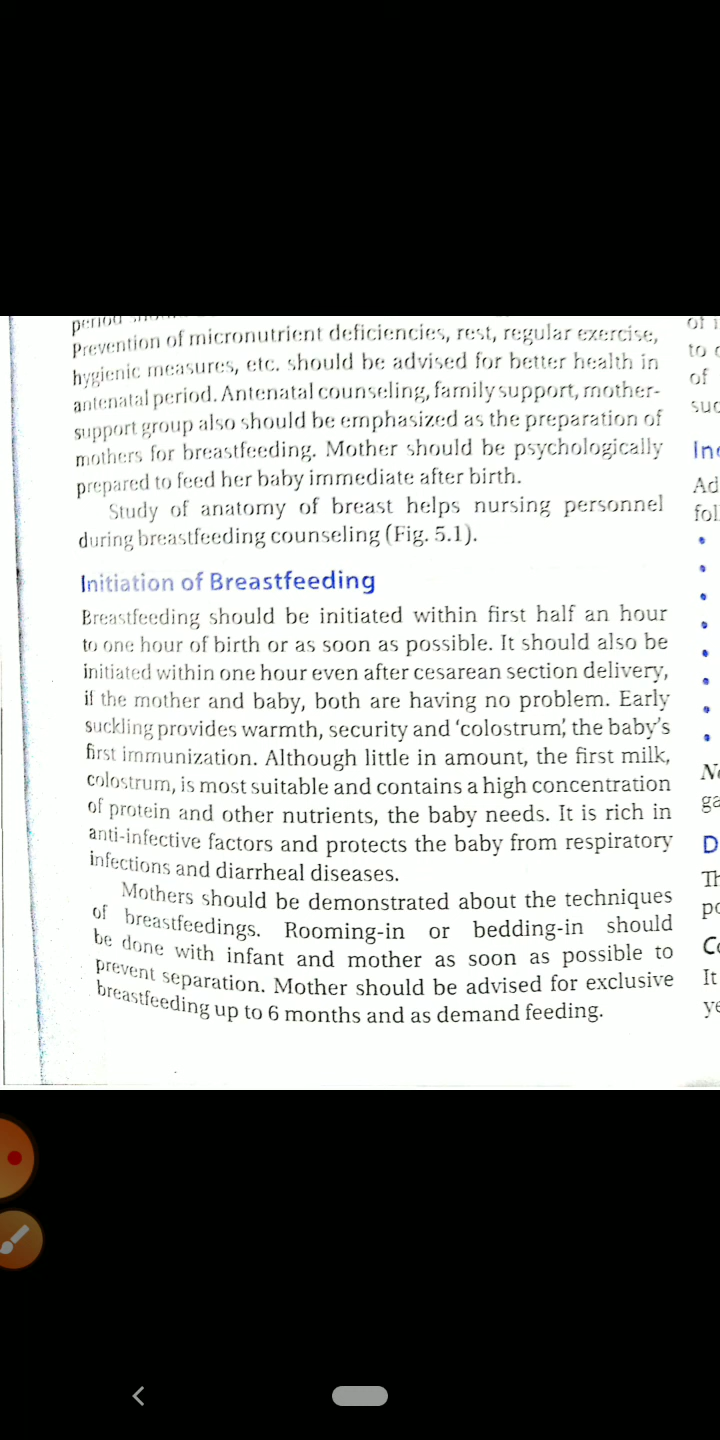 Prevention of micronutrient deficiencies, rest, regular exercise,
hygienic measures, etc. should be advised for better health in
antenatal period. Antenatal counseling, family support, mother-
support group also should be emphasized as the preparation of
mothers for breastfeeding. Mother should be psychologically
prepared to feed her baby immediate after birth.
Study of anatomy of breast helps nursing personnel
during breastfeeding counseling (Fig. 5.1).
Initiation of Breastfeeding
Breastfeeding should be initiated within first half an hour
to one hour of birth or as soon as possible. It should also be
initiated within one hour even after cesarean section delivery,
if the mother and baby, both are having no problem. Early
suckling provides warmth, security and ‘colostrum’, the baby’s
first immunization. Although little in amount, the first milk,
colostrum, is most suitable and contains a high concentration
of protein and other nutrients, the baby needs. It is rich in
anti-infective factors and protects the baby from respiratory
infections and diarrheal diseases.
Mothers should be demonstrated about the techniques
of breastfeedings. Rooming-in or bedding-in should
be done with infant and mother as soon as possible to
prevent separation. Mother should be advised for exclusive
breastfeeding up to 6 months and as demand feeding.
to
of
It